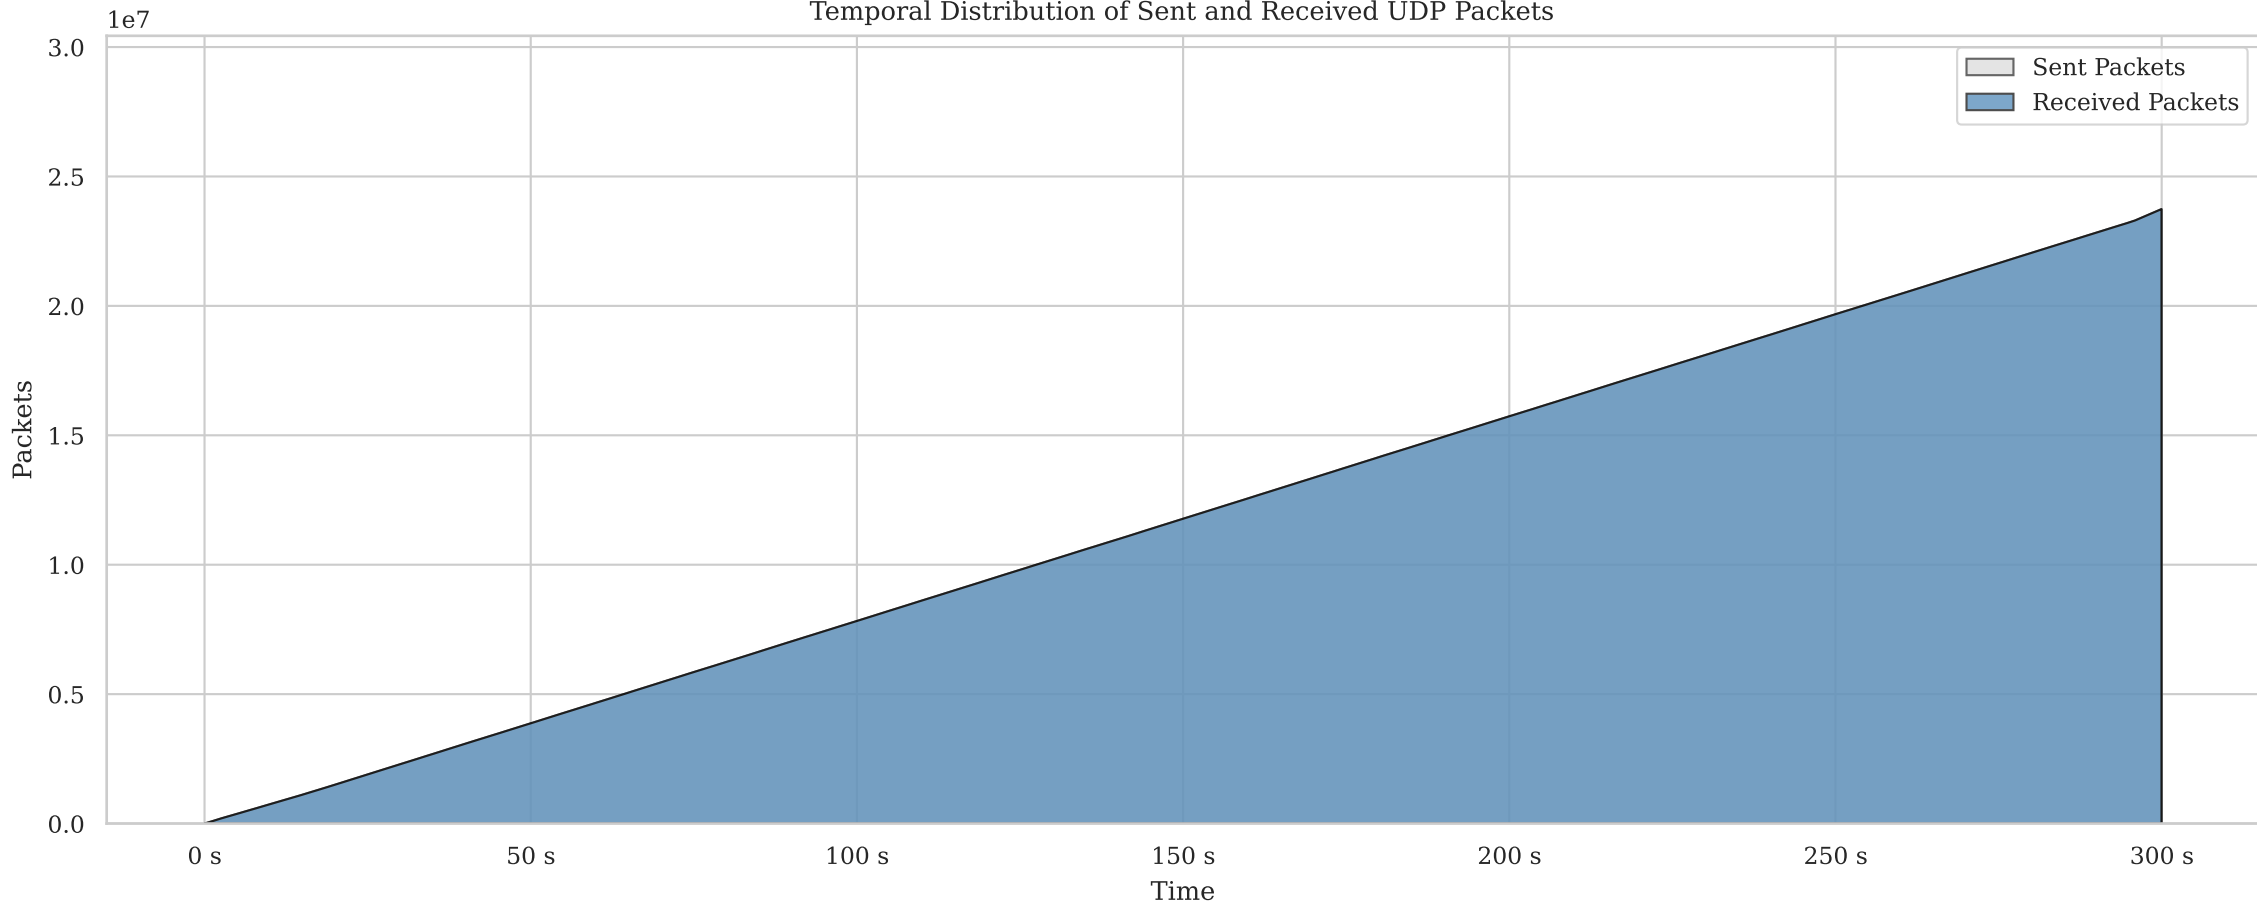 Temporal Distribution of Sent and Received UDP Packets
1e7
3.0
2.5
2.0
1.5
1.0
0.5
0.0
Packets
Sent Packets
Received Packets
0 s 50 s 100 s 150 s 200 s 250 s 300 s
Time